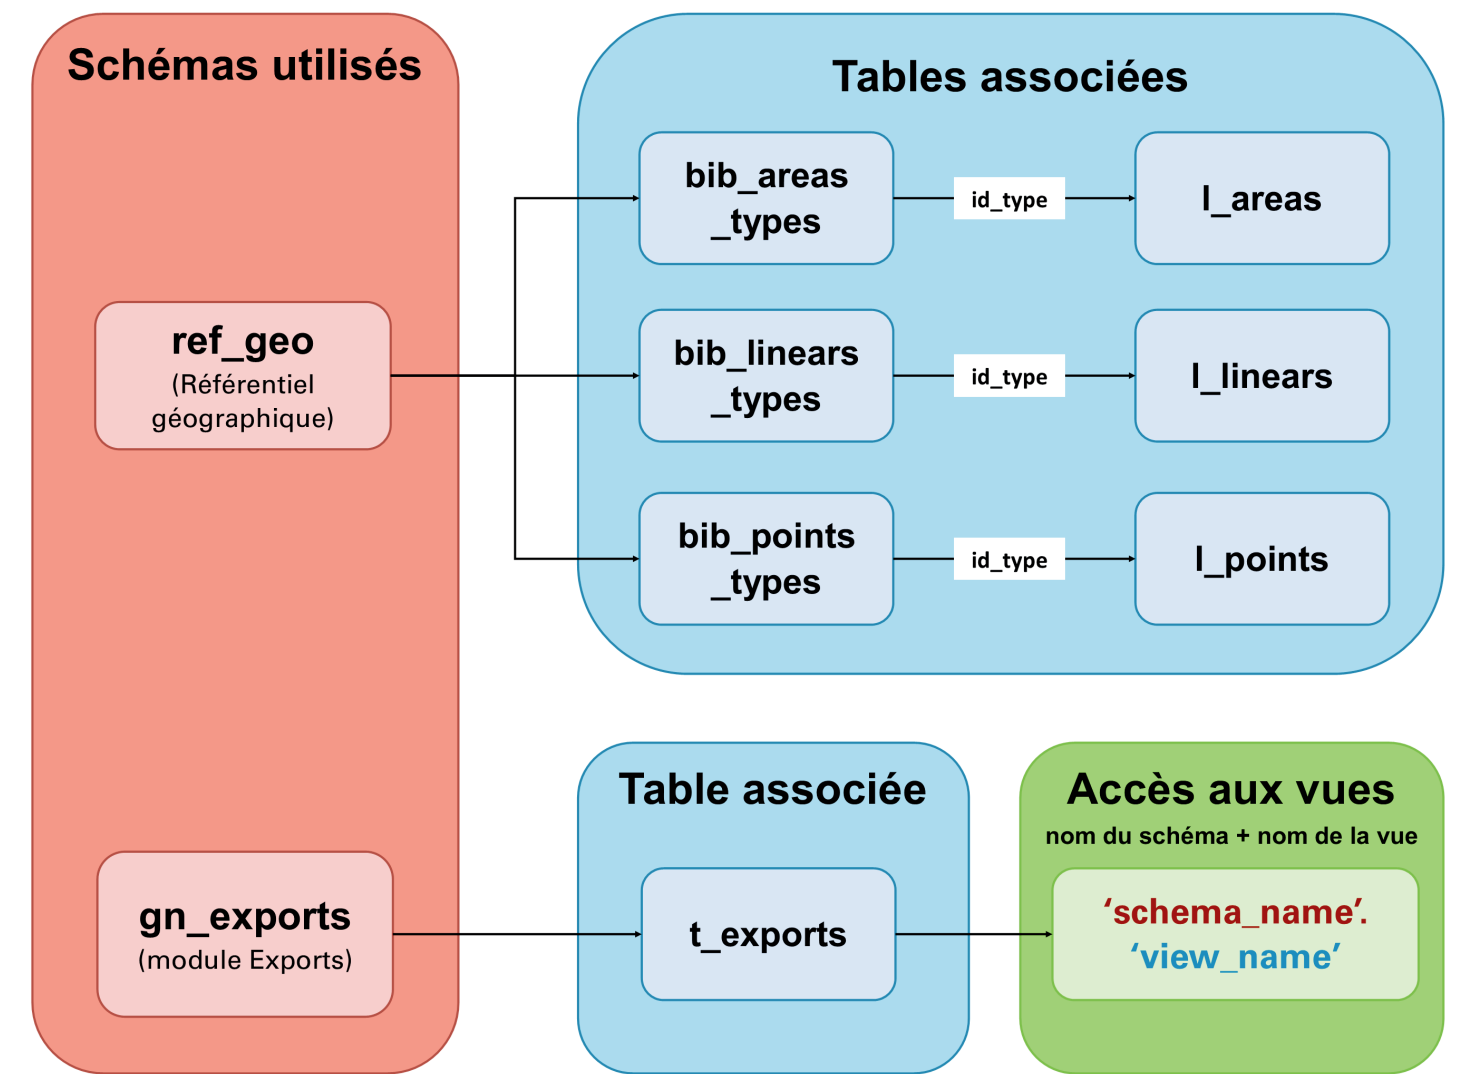 Schémas utilisés
ref_geo
(Référentiel
géographique)
gn_exports
(module Exports)
Tables associées
bib_areas
_types
id_type
l_areas
bib_linears
_types
id_type
l_linears
bib_points
_types
id_type
l_points
Table associée
t_exports
Accès aux vues
nom du schéma + nom de la vue
‘schema_name’.
‘view_name’